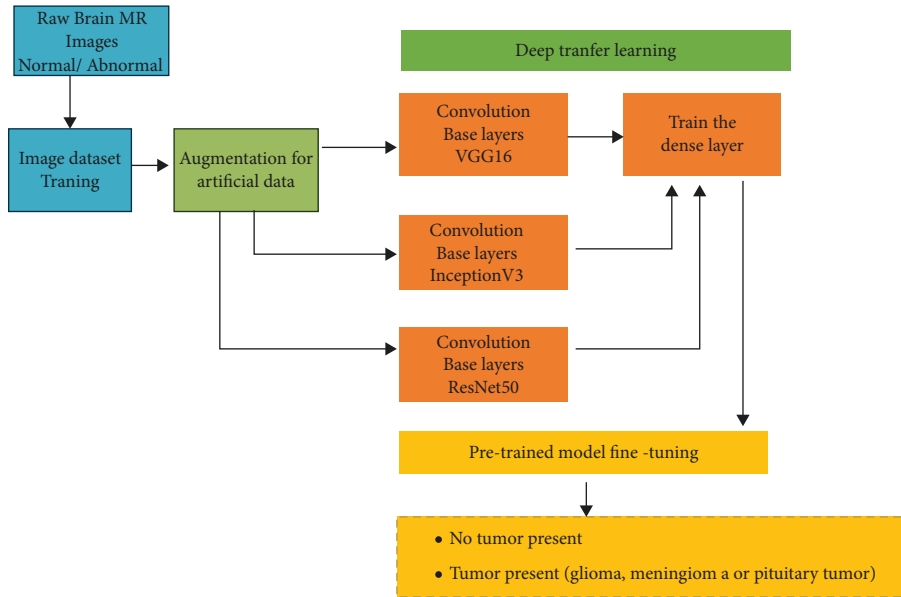 Raw Brain MR
Images
Normal/ Abnormal
Deep tranfer learning
Image dataset
Traning
Augmentation for
artificial data
Convolution
Base layers
VGG16
Train the
dense layer
Convolution
Base layers
InceptionV3
Convolution
Base layers
ResNet50
Pre-trained model fine -tuning
• No tumor present
• Tumor present (glioma, meningiom a or pituitary tumor)